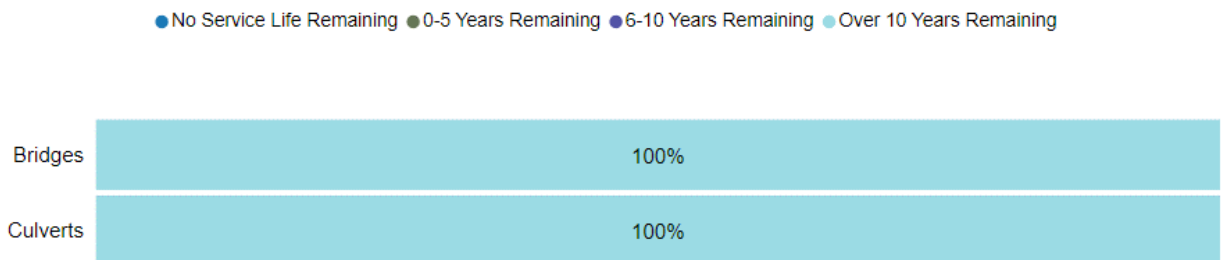 No Service Life Remaining 0-5 Years Remaining 6-10 Years Remaining Over 10 Years Remaining
Bridges 100%
Culverts 100%